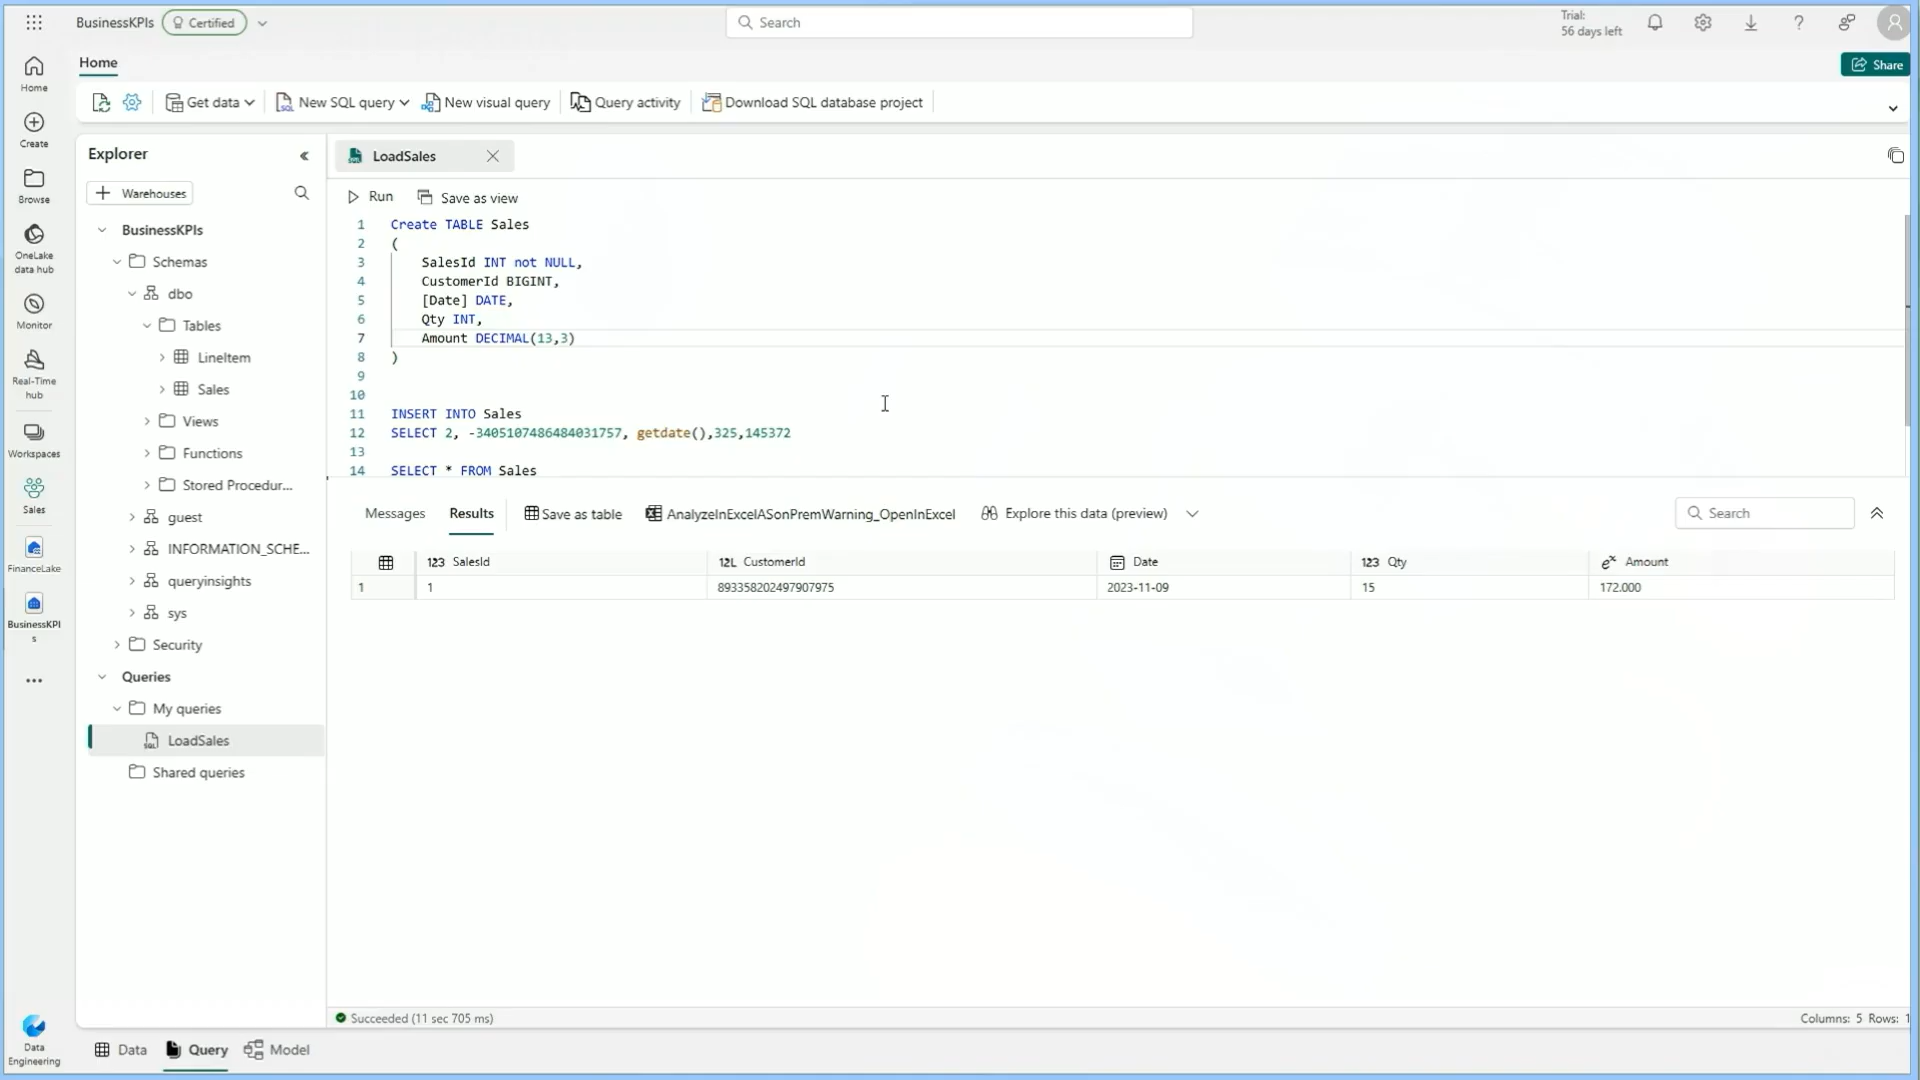 BusinessKPIs
Certified
Search
Trial:
56 days left
Home
Share
Get data
New SQL query
New visual query
Query activity
Download SQL database project
Home
Create
Browse
OneLake
data hub
Monitor
Real-Time
hub
Workspaces
Sales
FinanceLake
BusinessKPI
s
Data
Engineering
Explorer
Warehouses
BusinessKPIs
Schemas
dbo
Tables
LineItem
Sales
Views
Functions
Stored Procedur...
guest
INFORMATION_SCHE...
queryinsights
sys
Security
Queries
My queries
LoadSales
Shared queries
LoadSales
Run
Save as view
1 Create TABLE Sales
2 (
3 SalesId INT not NULL,
4 CustomerId BIGINT,
5 [Date] DATE,
6 Qty INT,
7 Amount DECIMAL(13,3)
8 )
9
10
11 INSERT INTO Sales
12 SELECT 2, -3405107486484031757, getdate(),325,145372
13
14 SELECT * FROM Sales
Messages
Results
Save as table
AnalyzeInExcelASonPremWarning_OpenInExcel
Explore this data (preview)
Search
123 SalesId 12L CustomerId Date 123 Qty Amount
1 1 893358202497907975 2023-11-09 15 172.000
Succeeded (11 sec 705 ms)
Columns: 5 Rows: 1
Data
Query
Model